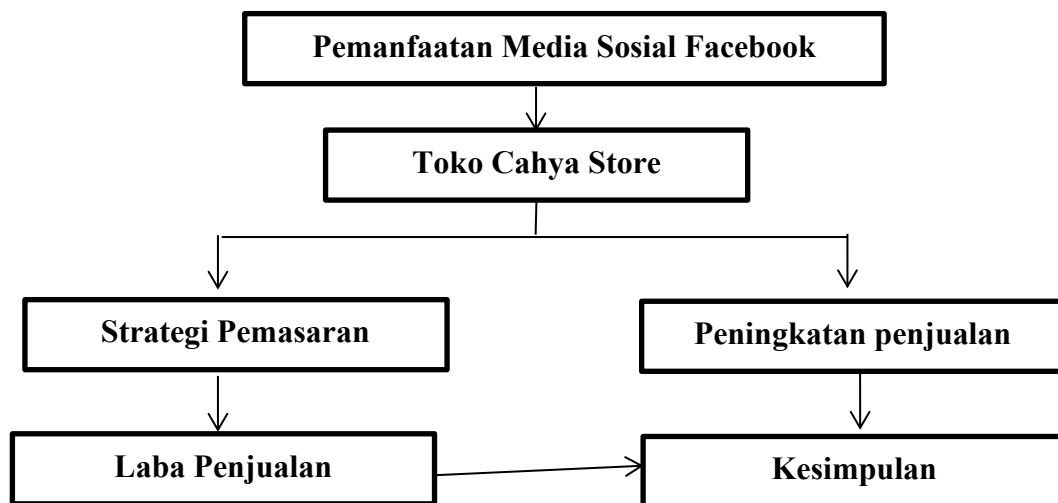 Pemanfaatan Media Sosial Facebook
Toko Cahya Store
Strategi Pemasaran
Peningkatan penjualan
Laba Penjualan
Kesimpulan